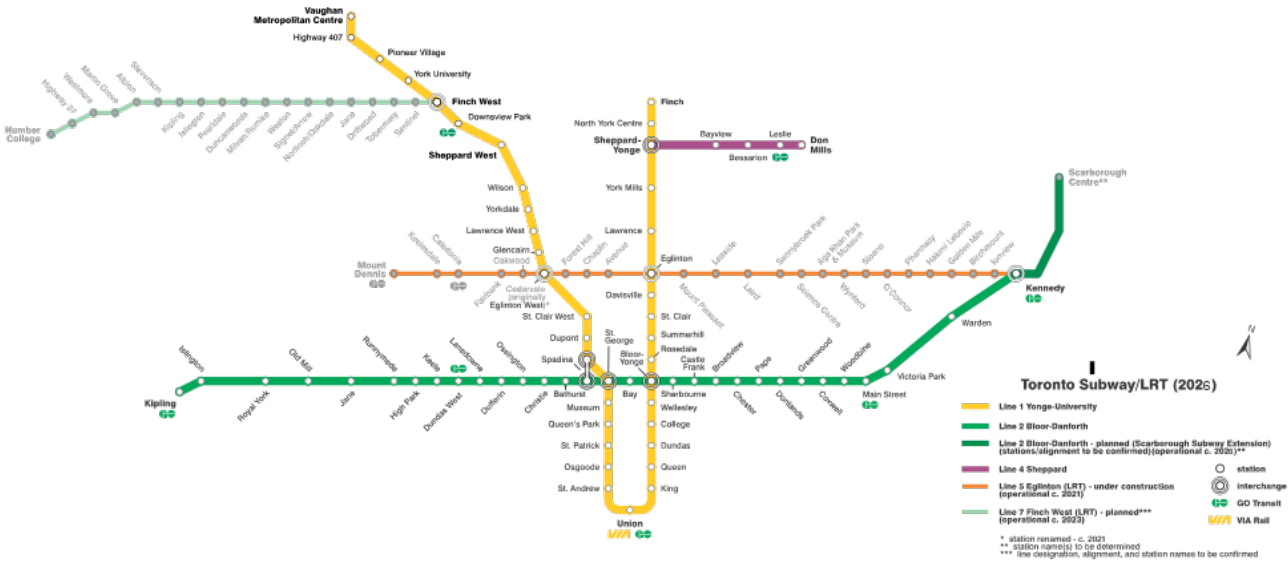 Vaughan
Metropolitan Centre
Highway 407
Pioneer Village
York University
Finch West
Downsview Park
Sheppard West
Humber
College
Highway 27
Westmore
Martin Grove
Albion
Stevenson
Kipling
Islington
Pearldale
Duncanwoods
Milvan/Rumike
Weston
Signet/Arrow
Norfinch/Oakdale
Jane
Driftwood
Tobermory
Sentinel
Finch
North York Centre
Sheppard-
Yonge
Bayview
Bessarion
Leslie
Don
Mills
York Mills
Lawrence
Eglinton
Davisville
St. Clair
Summerhill
Rosedale
Wilson
Yorkdale
Lawrence West
Glencairn
Mount
Dennis
Keelesdale
Caledonia
Fairbank
Oakwood
Cedarvale
(originally
Eglinton West)*
Forest Hill
Chaplin
Avenue
Mount Pleasant
Leaside
Laird
Sunnybrook Park
Science Centre
Aga Khan Park
& Museum
Wynford
Sloane
O'Connor
Pharmacy
Hakimi Lebovic
Golden Mile
Birchmount
Ionview
Kennedy
Scarborough
Centre**
Warden
Victoria Park
Main Street
St. Clair West
Dupont
Spadina
St.
George
Bloor-
Yonge
Castle
Frank
Kipling
Islington
Royal York
Old Mill
Jane
Runnymede
High Park
Keele
Dundas West
Lansdowne
Dufferin
Ossington
Christie
Bathurst
Bay
Sherbourne
Broadview
Chester
Pape
Donlands
Greenwood
Coxwell
Woodbine
Museum
Queen's Park
St. Patrick
Osgoode
St. Andrew
Union
VIA
Wellesley
College
Dundas
Queen
King
N
Toronto Subway/LRT (2026)
Line 1 Yonge-University
Line 2 Bloor-Danforth
Line 2 Bloor-Danforth - planned (Scarborough Subway Extension)
(stations/alignment to be confirmed)(operational c. 2026)**
Line 4 Sheppard
Line 5 Eglinton (LRT) - under construction
(operational c. 2021)
Line 7 Finch West (LRT) - planned***
(operational c. 2023)
station
interchange
GO Transit
VIA Rail
* station renamed - c. 2021
** station name(s) to be determined
*** line designation, alignment, and station names to be confirmed